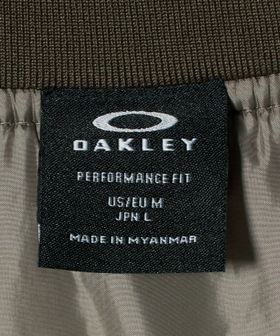 OAKLEY
PERFORMANCE FIT
US/EU M
JPN L
MADE IN MYANMAR